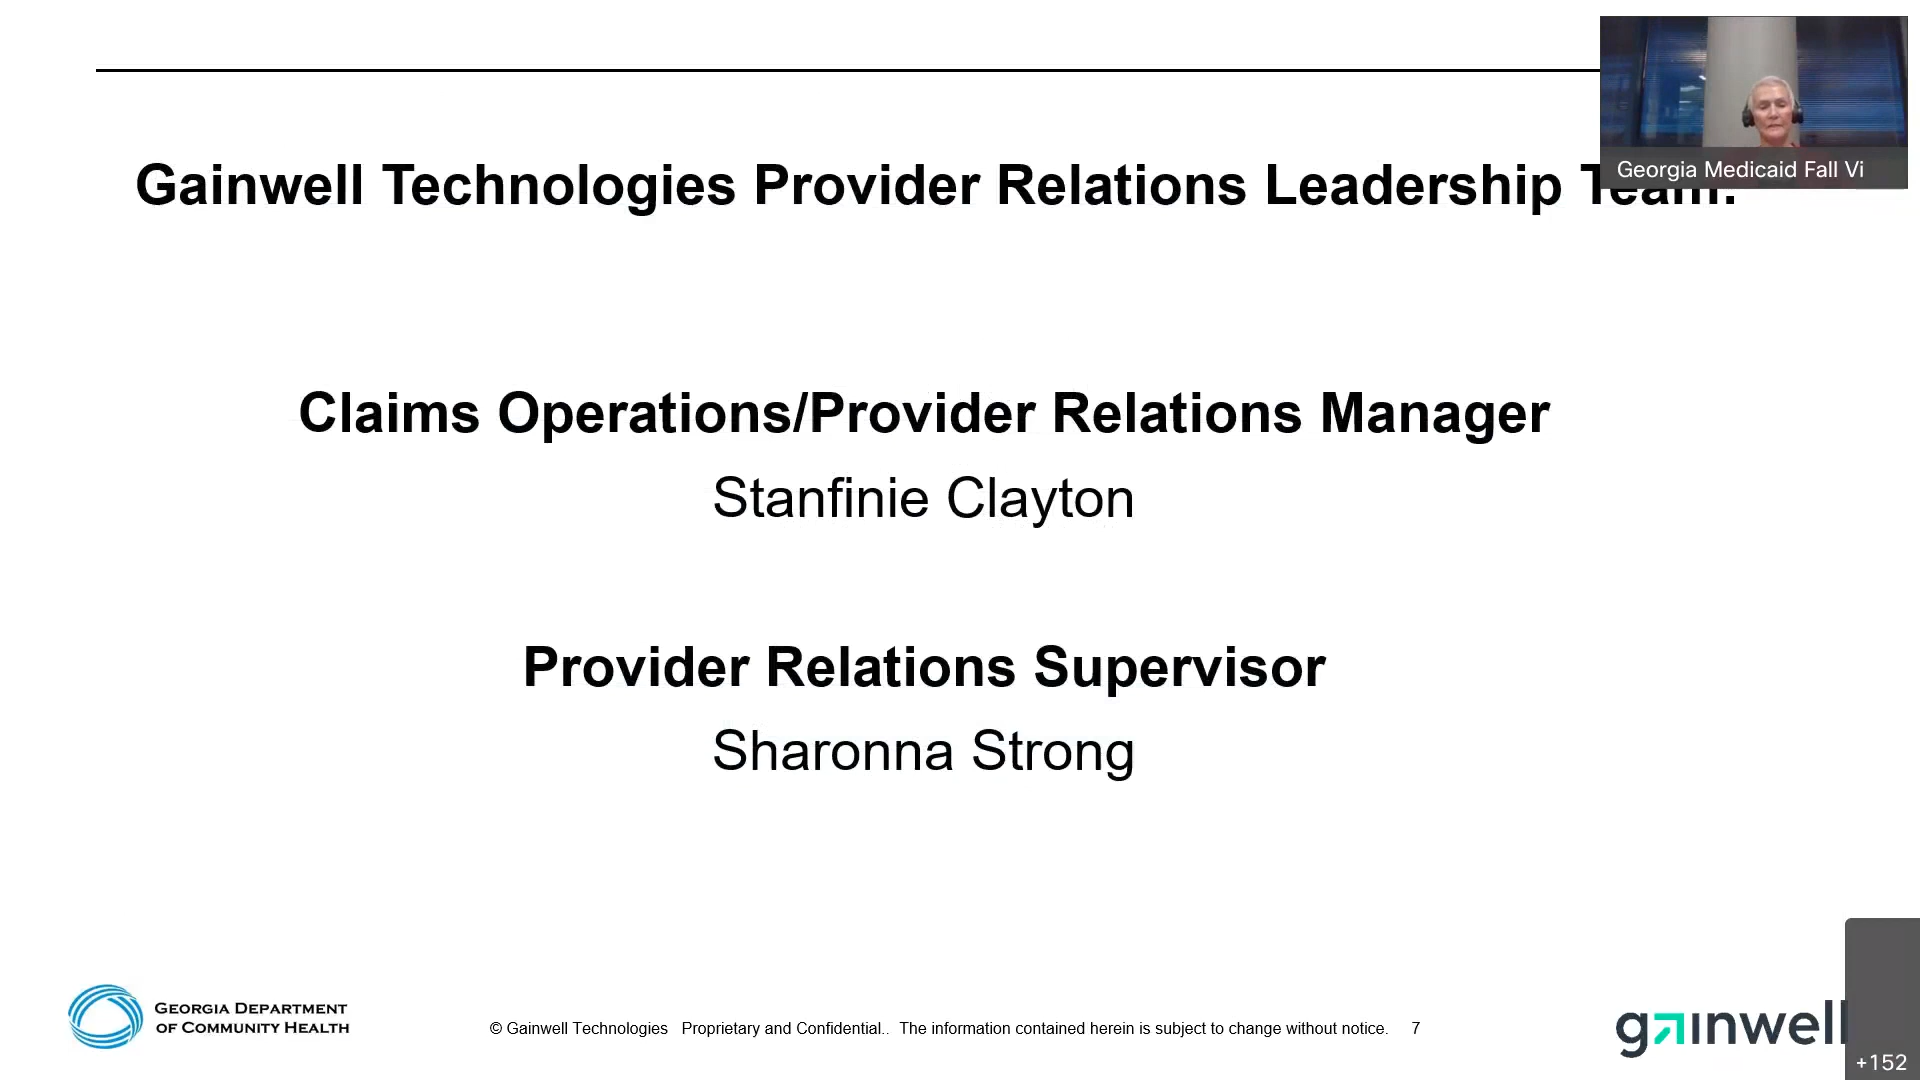 Georgia Medicaid Fall Vi
Gainwell Technologies Provider Relations Leadership Team:
Claims Operations/Provider Relations Manager
Stanfinie Clayton
Provider Relations Supervisor
Sharonna Strong
GEORGIA DEPARTMENT
OF COMMUNITY HEALTH
© Gainwell Technologies Proprietary and Confidential.. The information contained herein is subject to change without notice. 7
gainwell
+152